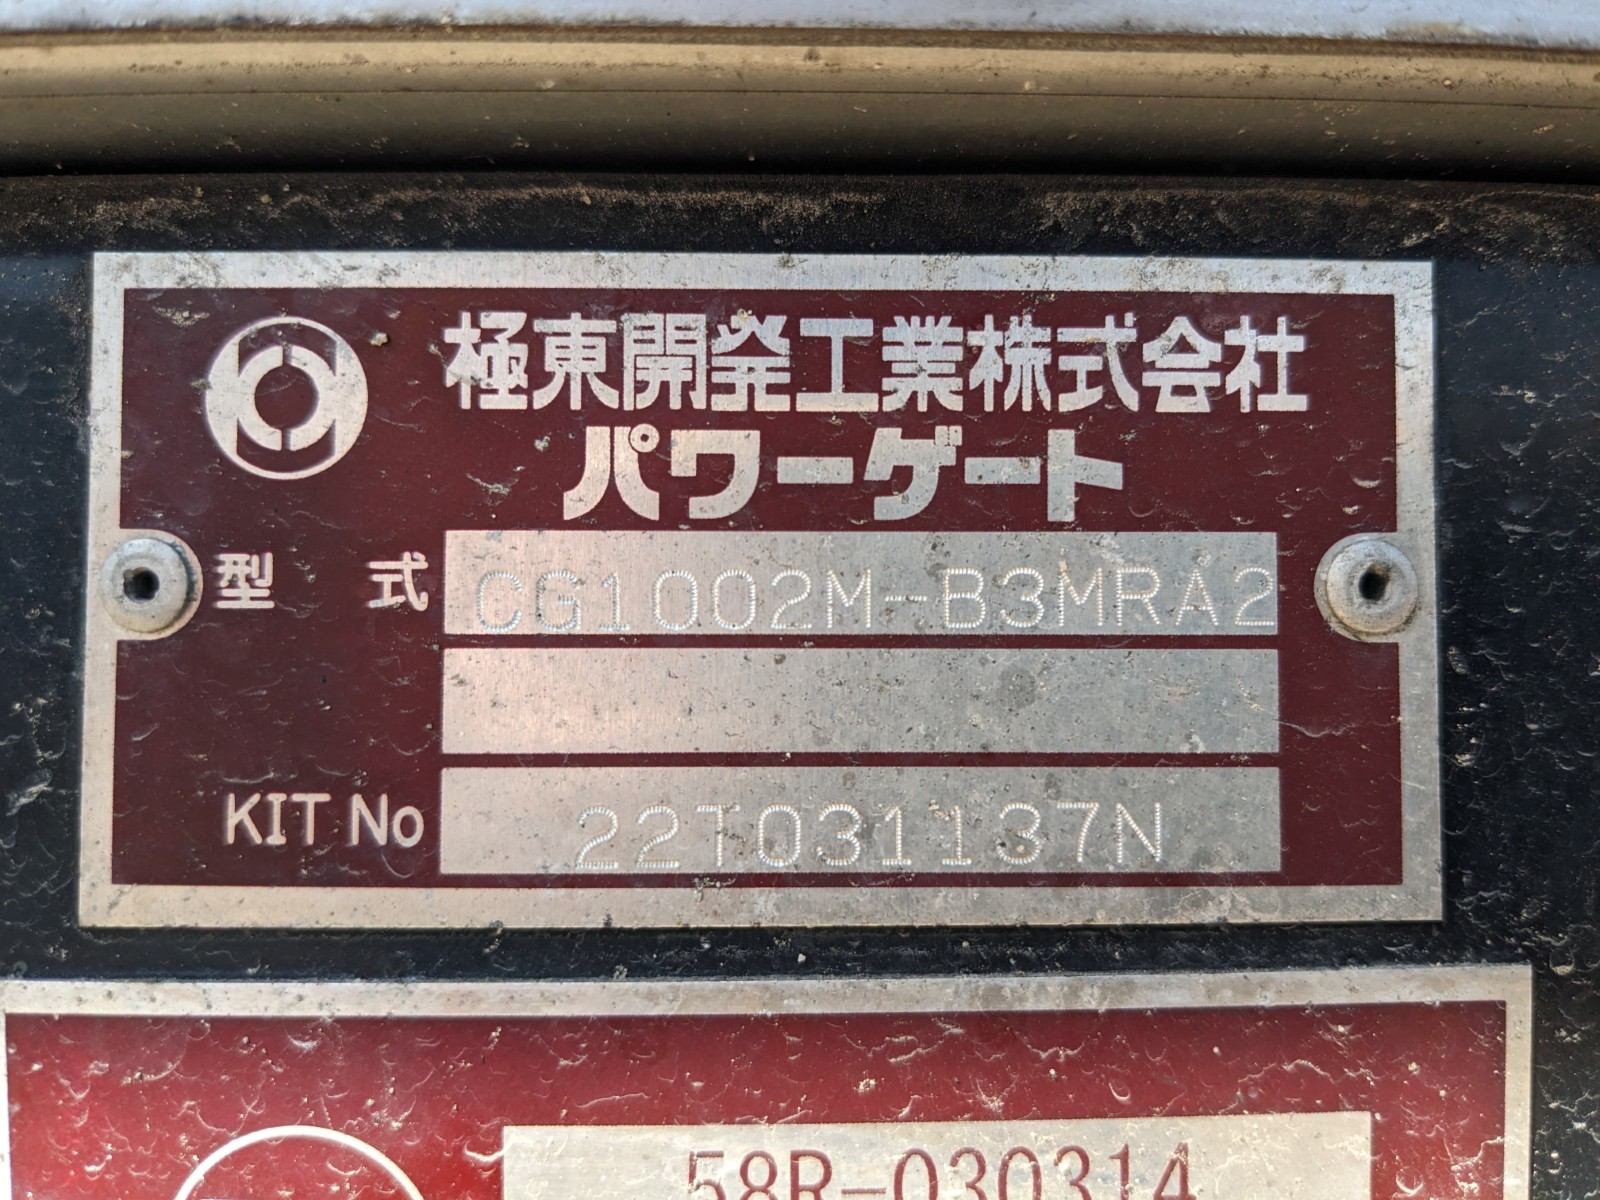 極東開発工業株式会社
パワーゲート
型 式 CG1002M-B3MRA2
KIT No 22T031137N
58R-030314